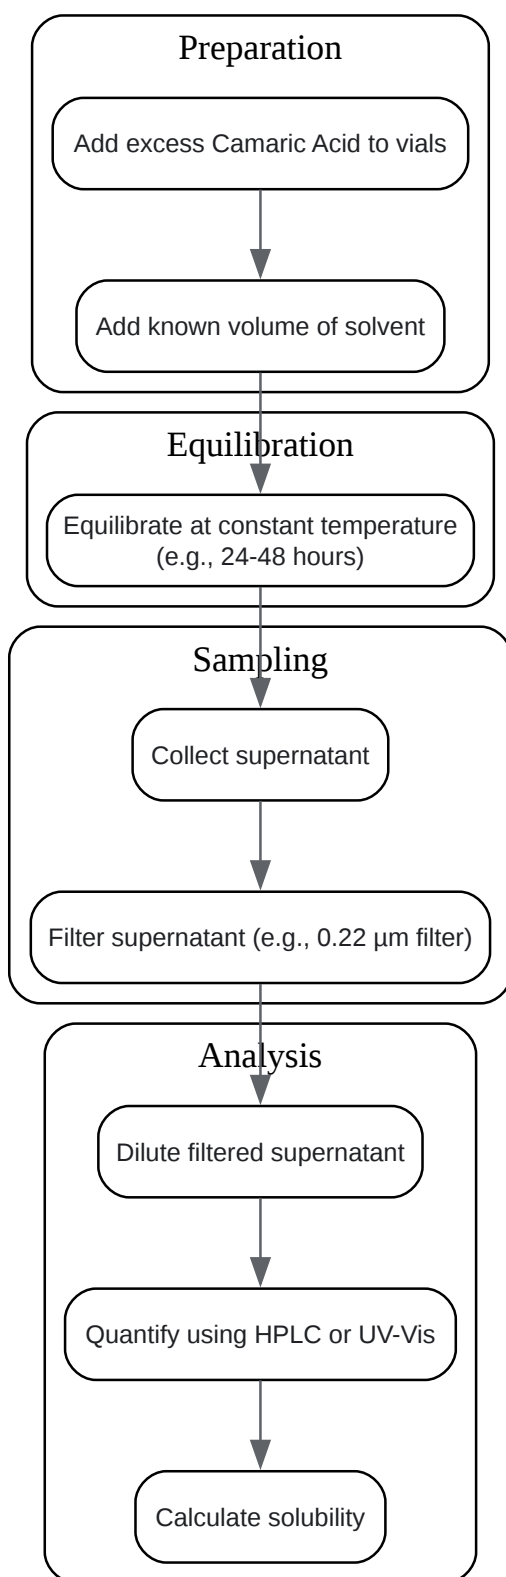 Preparation
Add excess Camaric Acid to vials
Add known volume of solvent
Equilibration
Equilibrate at constant temperature
(e.g., 24-48 hours)
Sampling
Collect supernatant
Filter supernatant (e.g., 0.22 µm filter)
Analysis
Dilute filtered supernatant
Quantify using HPLC or UV-Vis
Calculate solubility